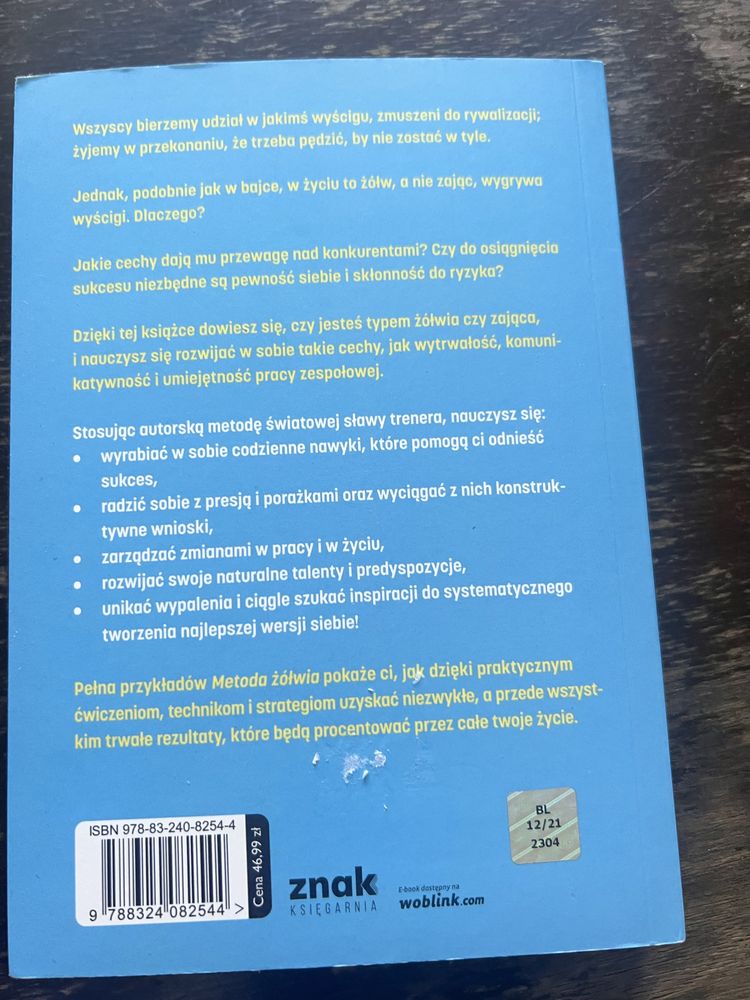 Wszyscy bierzemy udział w jakimś wyścigu, zmuszeni do rywalizacji;
żyjemy w przekonaniu, że trzeba pędzić, by nie zostać w tyle.
Jednak, podobnie jak w bajce, w życiu to żółw, a nie zając, wygrywa
wyścigi. Dlaczego?
Jakie cechy dają mu przewagę nad konkurentami? Czy do osiągnięcia
sukcesu niezbędne są pewność siebie i skłonność do ryzyka?
Dzięki tej książce dowiesz się, czy jesteś typem żółwia czy zająca,
i nauczysz się rozwijać w sobie takie cechy, jak wytrwałość, komuni-
katywność i umiejętność pracy zespołowej.
Stosując autorską metodę światowej sławy trenera, nauczysz się:
• wyrabiać w sobie codzienne nawyki, które pomogą ci odnieść
sukces,
• radzić sobie z presją i porażkami oraz wyciągać z nich konstruk-
tywne wnioski,
• zarządzać zmianami w pracy i w życiu,
• rozwijać swoje naturalne talenty i predyspozycje,
• unikać wypalenia i ciągle szukać inspiracji do systematycznego
tworzenia najlepszej wersji siebie!
Pełna przykładów Metoda żółwia pokaże ci, jak dzięki praktycznym
ćwiczeniom, technikom i strategiom uzyskać niezwykłe, a przede wszyst-
kim trwałe rezultaty, które będą procentować przez całe twoje życie.
ISBN 978-83-240-8254-4
9 788324 082544 >
Cena 46,99 zł
znak
KSIĘGARNIA
E-book dostępny na
woblink.com
BL
12/21
2304